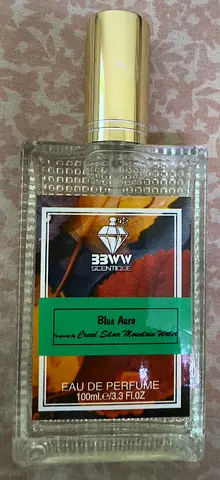 BBWW
SCENTIQUE
Blue Aura
Inspired by Creed Silver Mountain Water
EAU DE PERFUME
100ml.e/3.3 Fl.OZ